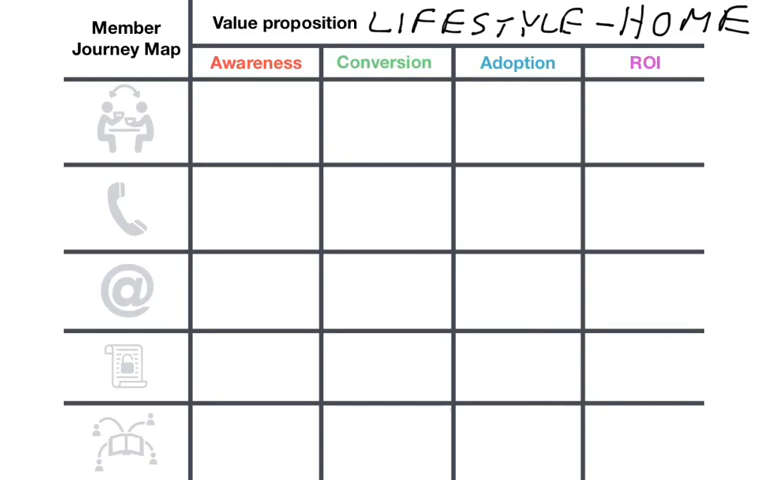 Member
Journey Map
Value proposition LIFESTYLE - HOME
Awareness Conversion Adoption ROI
@